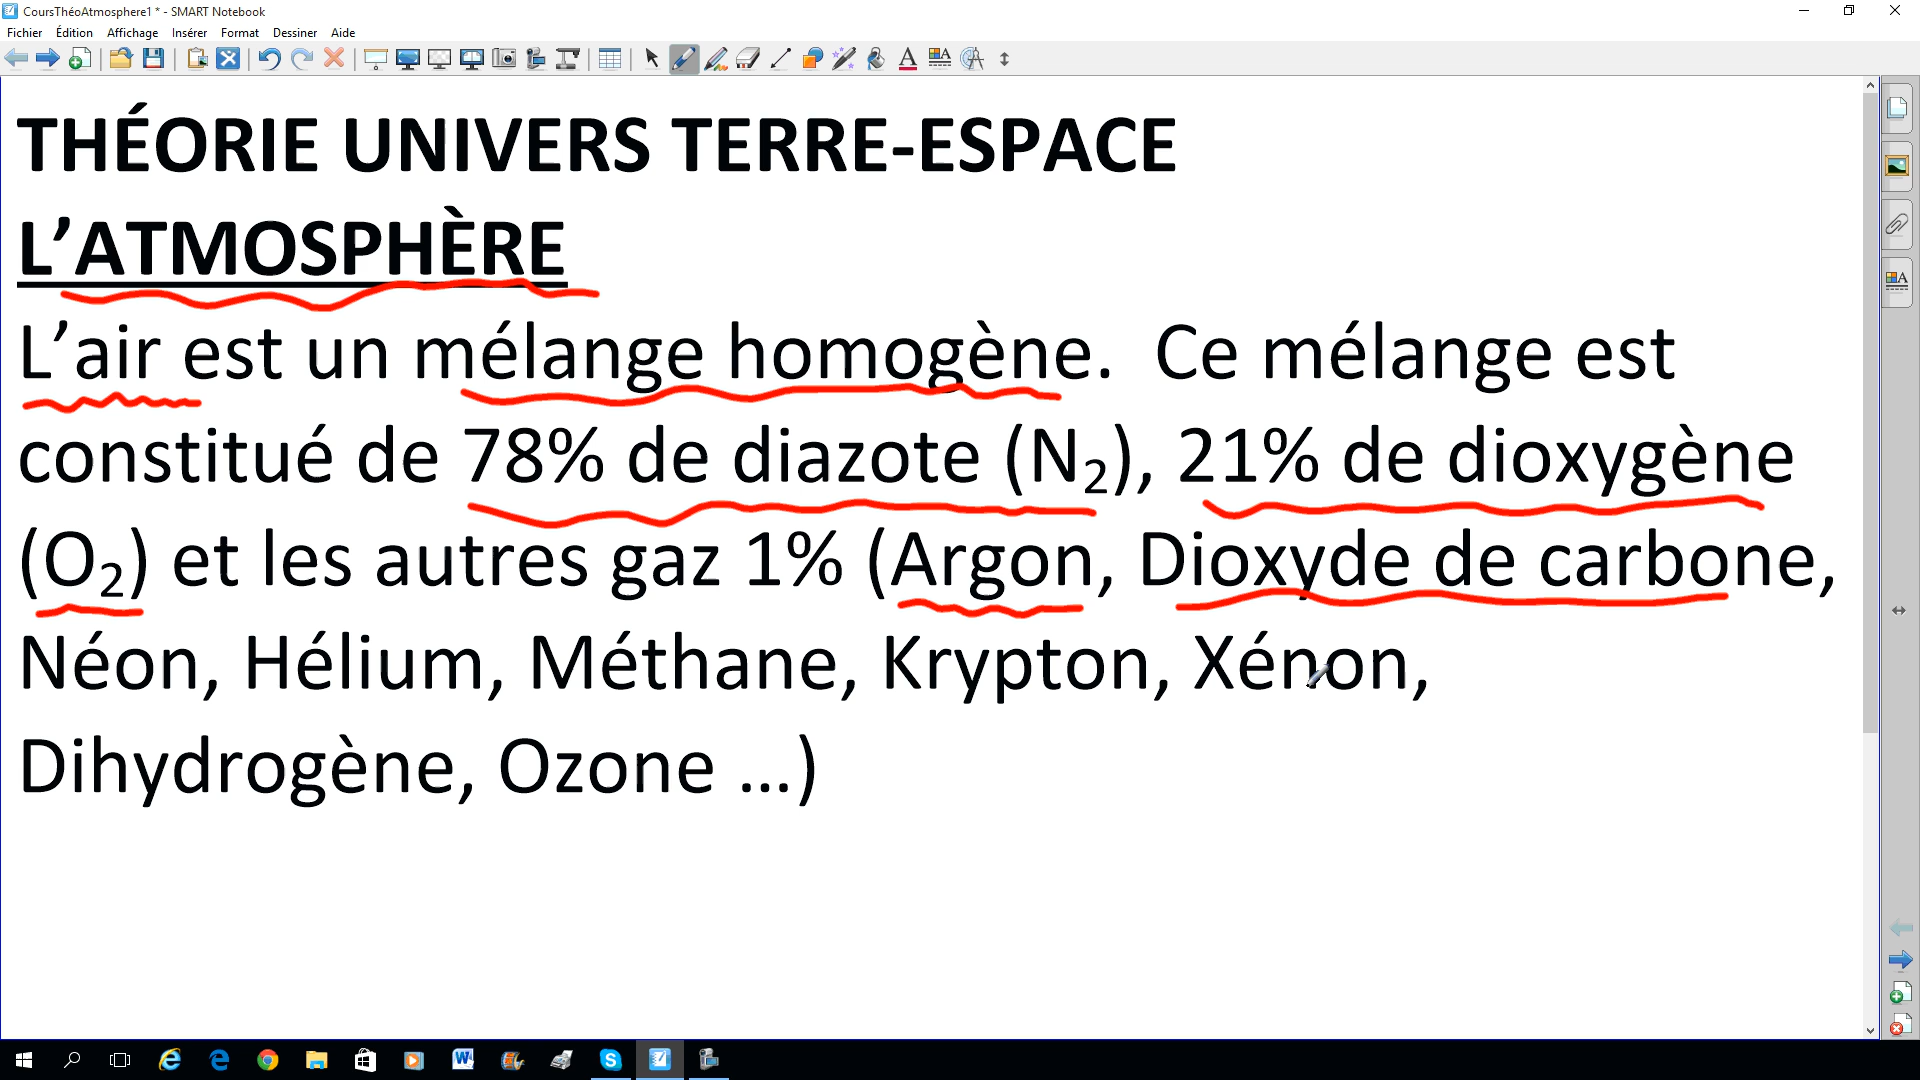 CoursThéoAtmosphere1 * - SMART Notebook
Fichier Édition Affichage Insérer Format Dessiner Aide
THÉORIE UNIVERS TERRE-ESPACE
L’ATMOSPHÈRE
L’air est un mélange homogène. Ce mélange est
constitué de 78% de diazote (N₂), 21% de dioxygène
(O₂) et les autres gaz 1% (Argon, Dioxyde de carbone,
Néon, Hélium, Méthane, Krypton, Xénon,
Dihydrogène, Ozone ...)